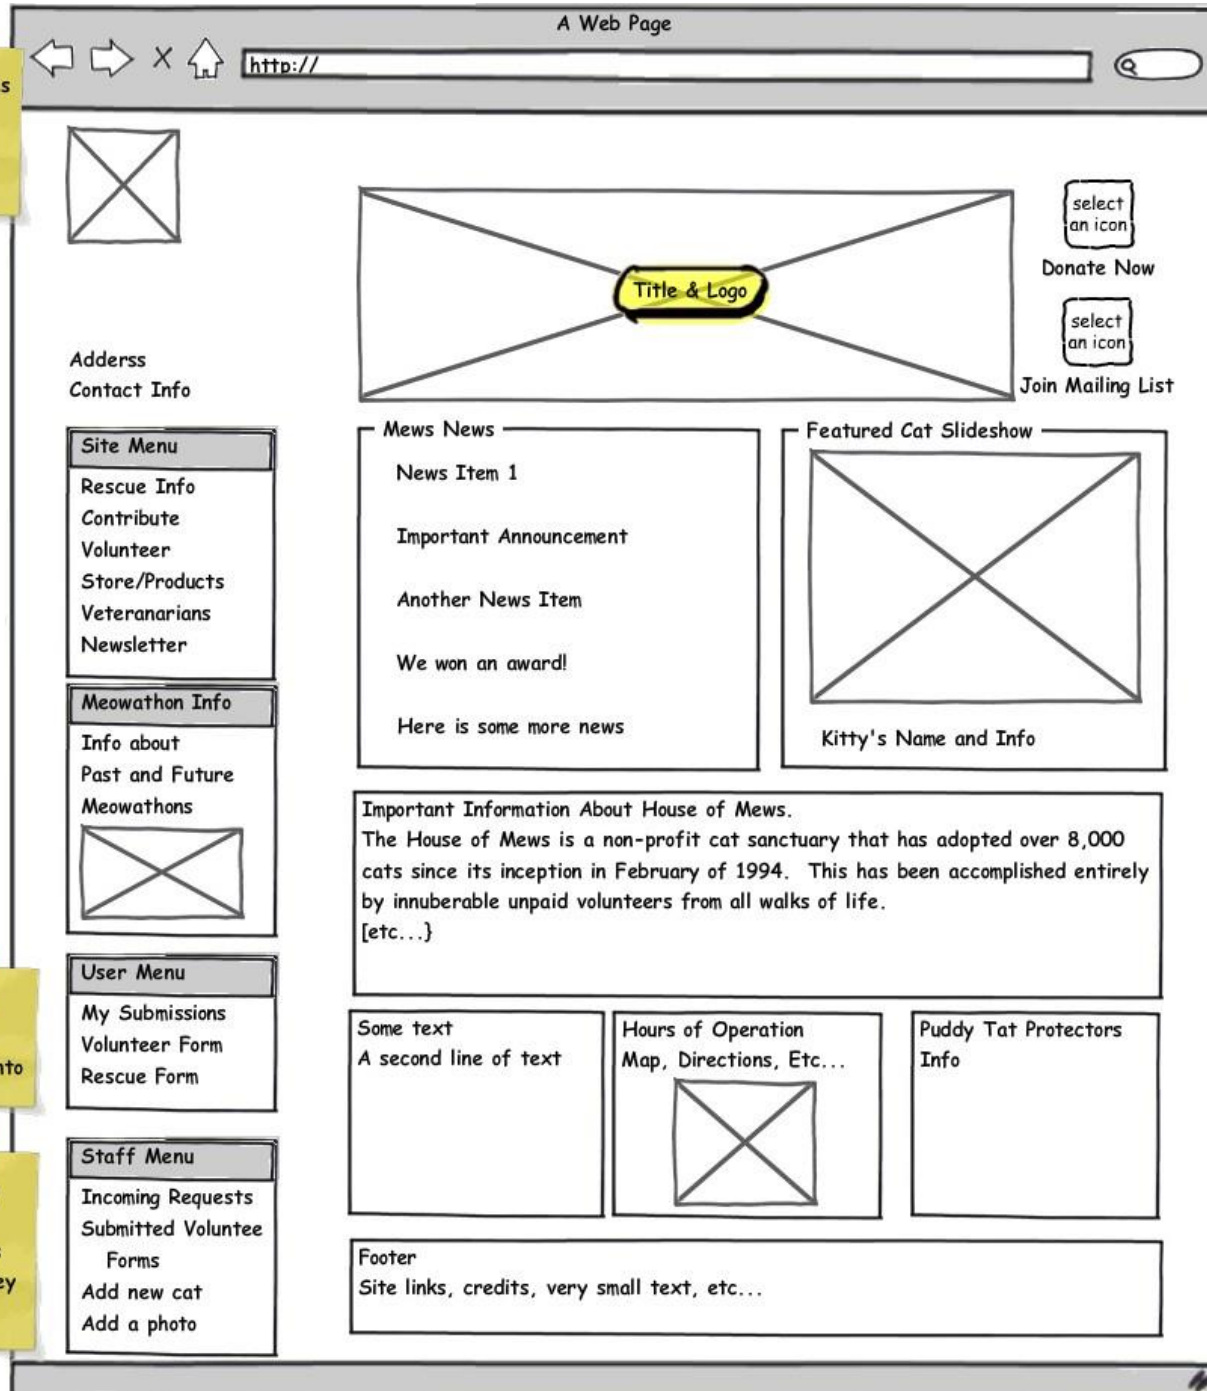 A Web Page
http://
s
select
an icon
Donate Now
Title & Logo
select
an icon
Join Mailing List
Adderss
Contact Info
Site Menu
Rescue Info
Contribute
Volunteer
Store/Products
Veteranarians
Newsletter
Meowathon Info
Info about
Past and Future
Meowathons
User Menu
My Submissions
Volunteer Form
Rescue Form
nto
Staff Menu
Incoming Requests
Submitted Voluntee
Forms
Add new cat
Add a photo
ey
Mews News
News Item 1
Important Announcement
Another News Item
We won an award!
Here is some more news
Featured Cat Slideshow
Kitty's Name and Info
Important Information About House of Mews.
The House of Mews is a non-profit cat sanctuary that has adopted over 8,000
cats since its inception in February of 1994.  This has been accomplished entirely
by innuberable unpaid volunteers from all walks of life.
[etc...}
Some text
A second line of text
Hours of Operation
Map, Directions, Etc...
Puddy Tat Protectors
Info
Footer
Site links, credits, very small text, etc...